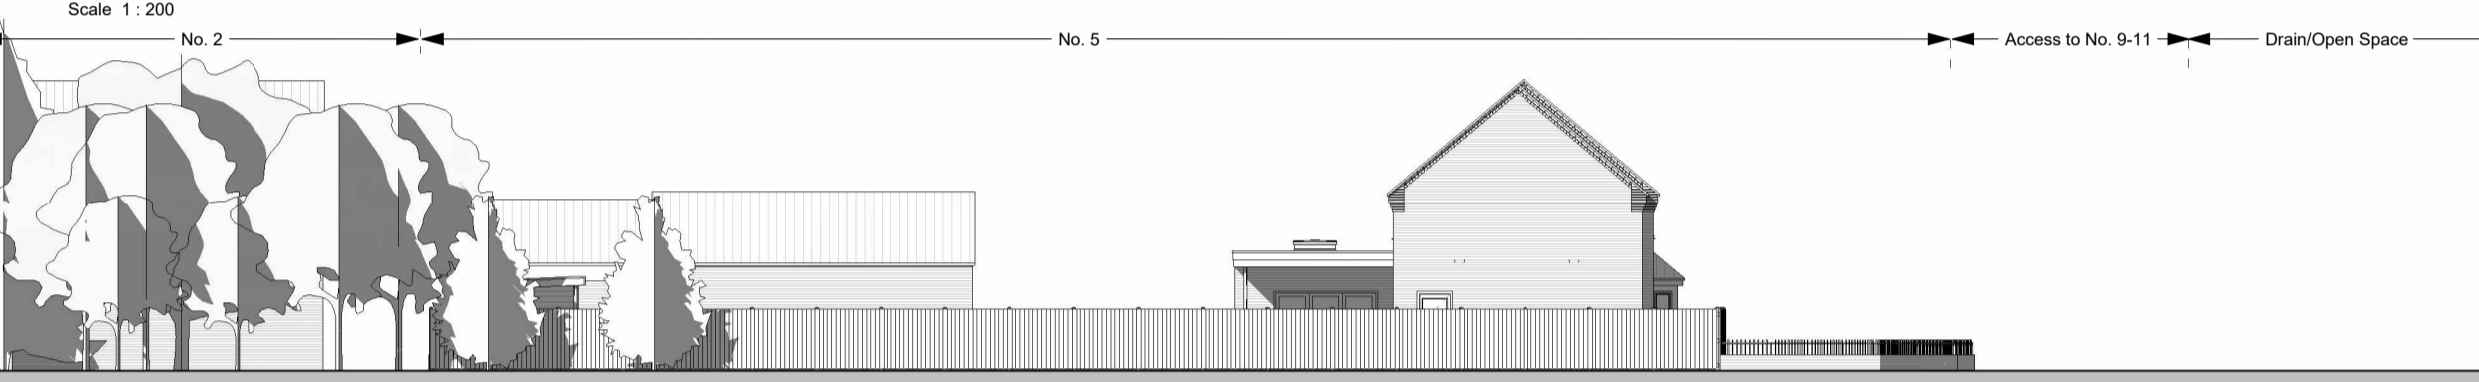 Scale 1 : 200
No. 2
No. 5
Access to No. 9-11
Drain/Open Space